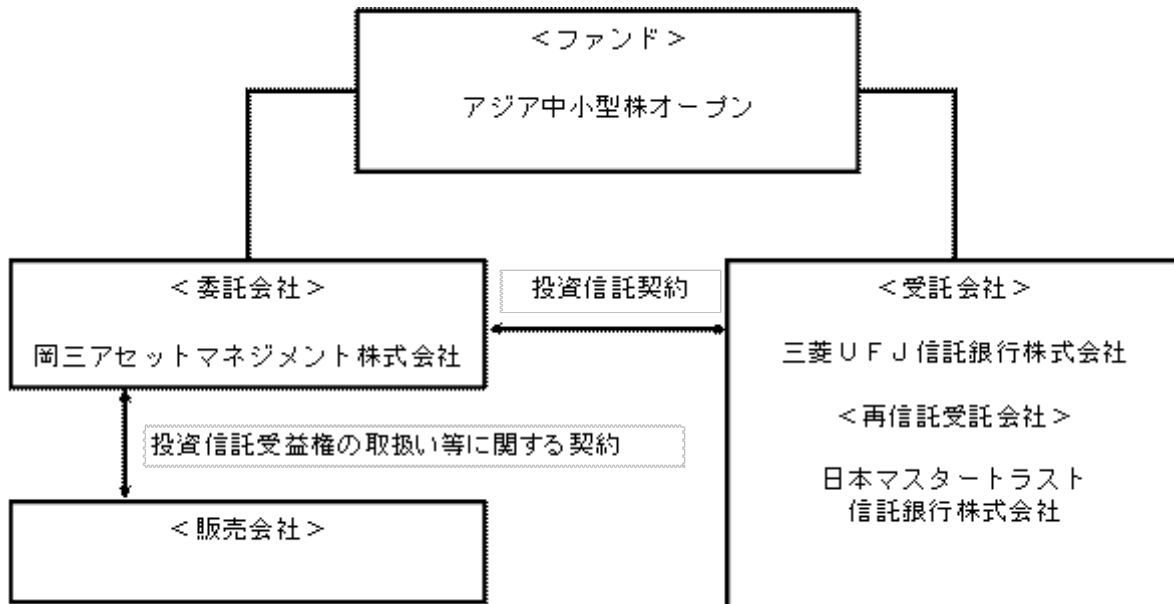 ＜ファンド＞
アジア中小型株オープン
＜委託会社＞
岡三アセットマネジメント株式会社
投資信託契約
＜受託会社＞
三菱ＵＦＪ信託銀行株式会社
＜再信託受託会社＞
日本マスタートラスト
信託銀行株式会社
投資信託受益権の取扱い等に関する契約
＜販売会社＞